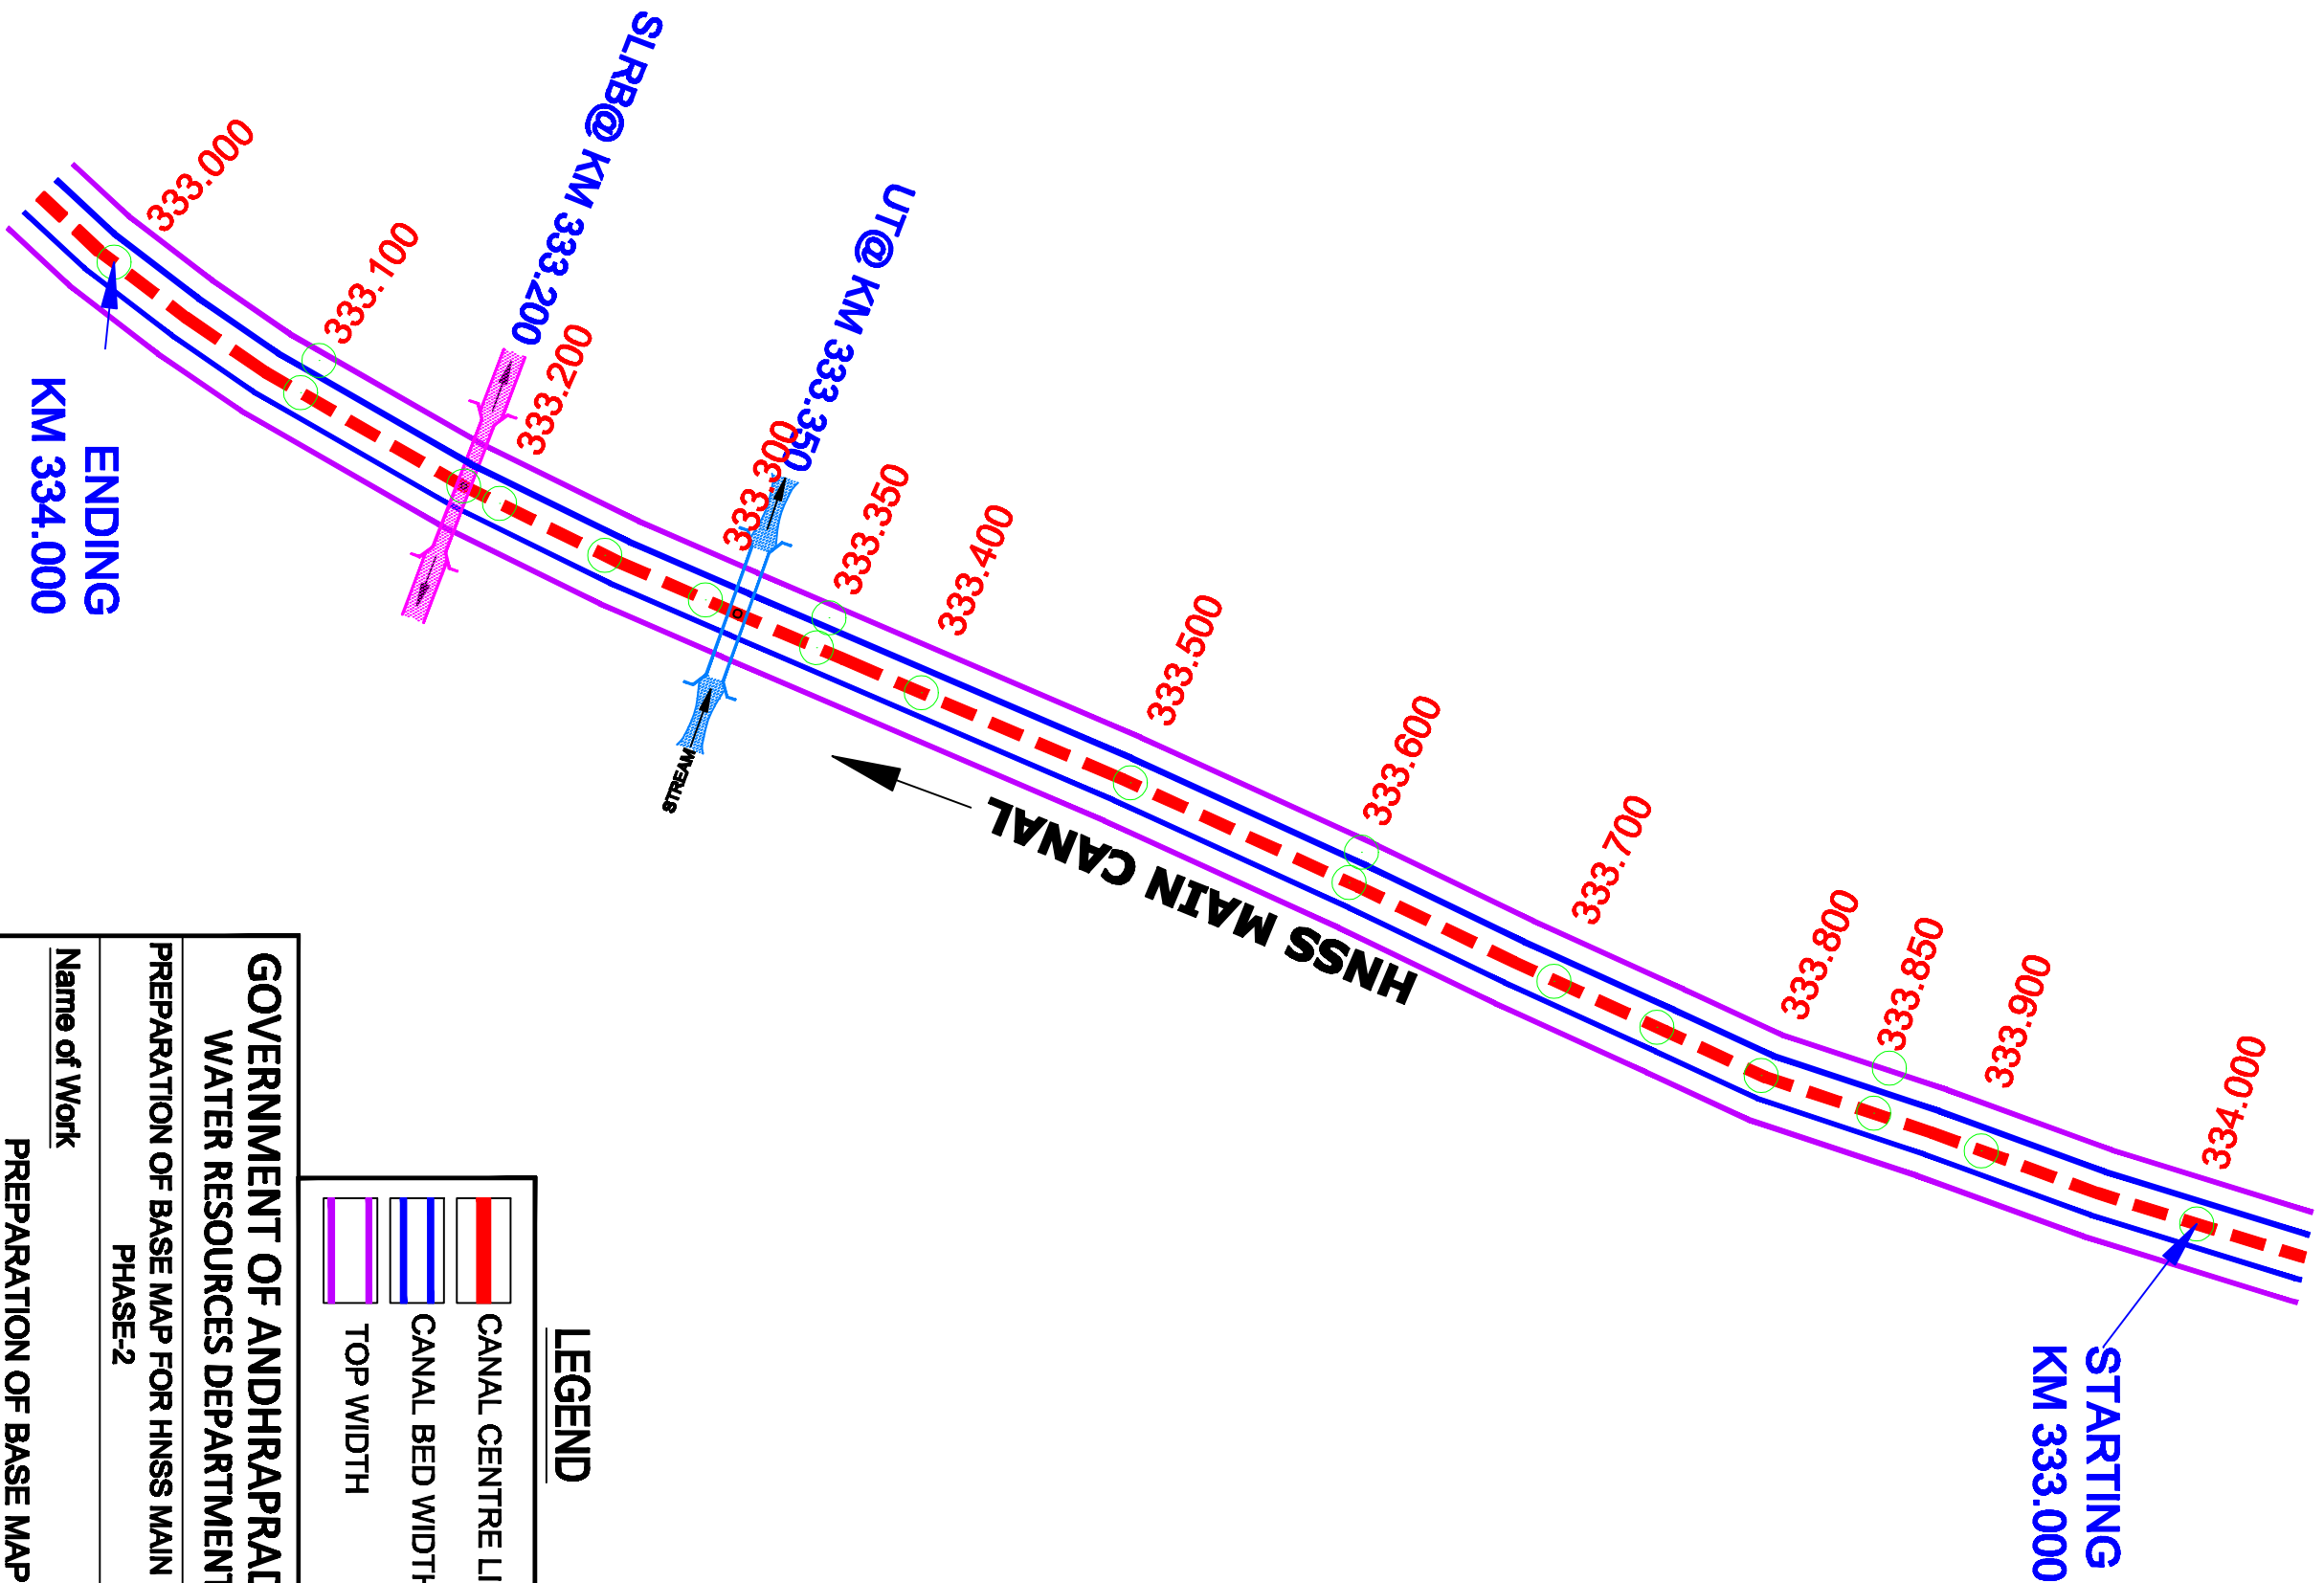 SLRB@ KM 333.200
UT@ KM 333.350
333.000
333.100
333.200
333.300
333.350
333.400
333.500
333.600
333.700
333.800
333.850
333.900
334.000
STARTING
KM 333.000
ENDING
KM 334.000
STREAM
HNSS MAIN CANAL
LEGEND
CANAL CENTRE LI
CANAL BED WIDTH
TOP WIDTH
GOVERNMENT OF ANDHRAPRAD
WATER RESOURCES DEPARTMENT
PREPARATION OF BASE MAP FOR HNSS MAIN
PHASE-2
Name of Work
PREPARATION OF BASE MAP